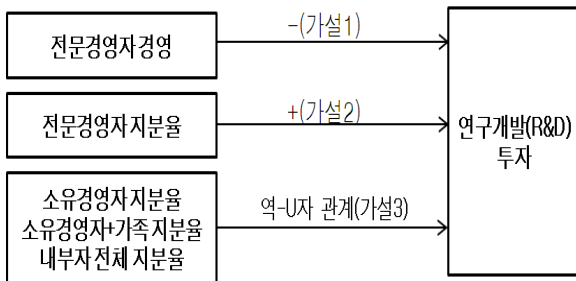 전문경영자 경영
-(가설1)
전문경영자 지분율
+(가설2)
소유경영자 지분율
소유경영자+가족 지분율
내부자 전체 지분율
역-U자 관계(가설3)
연구개발(R&D)
투자